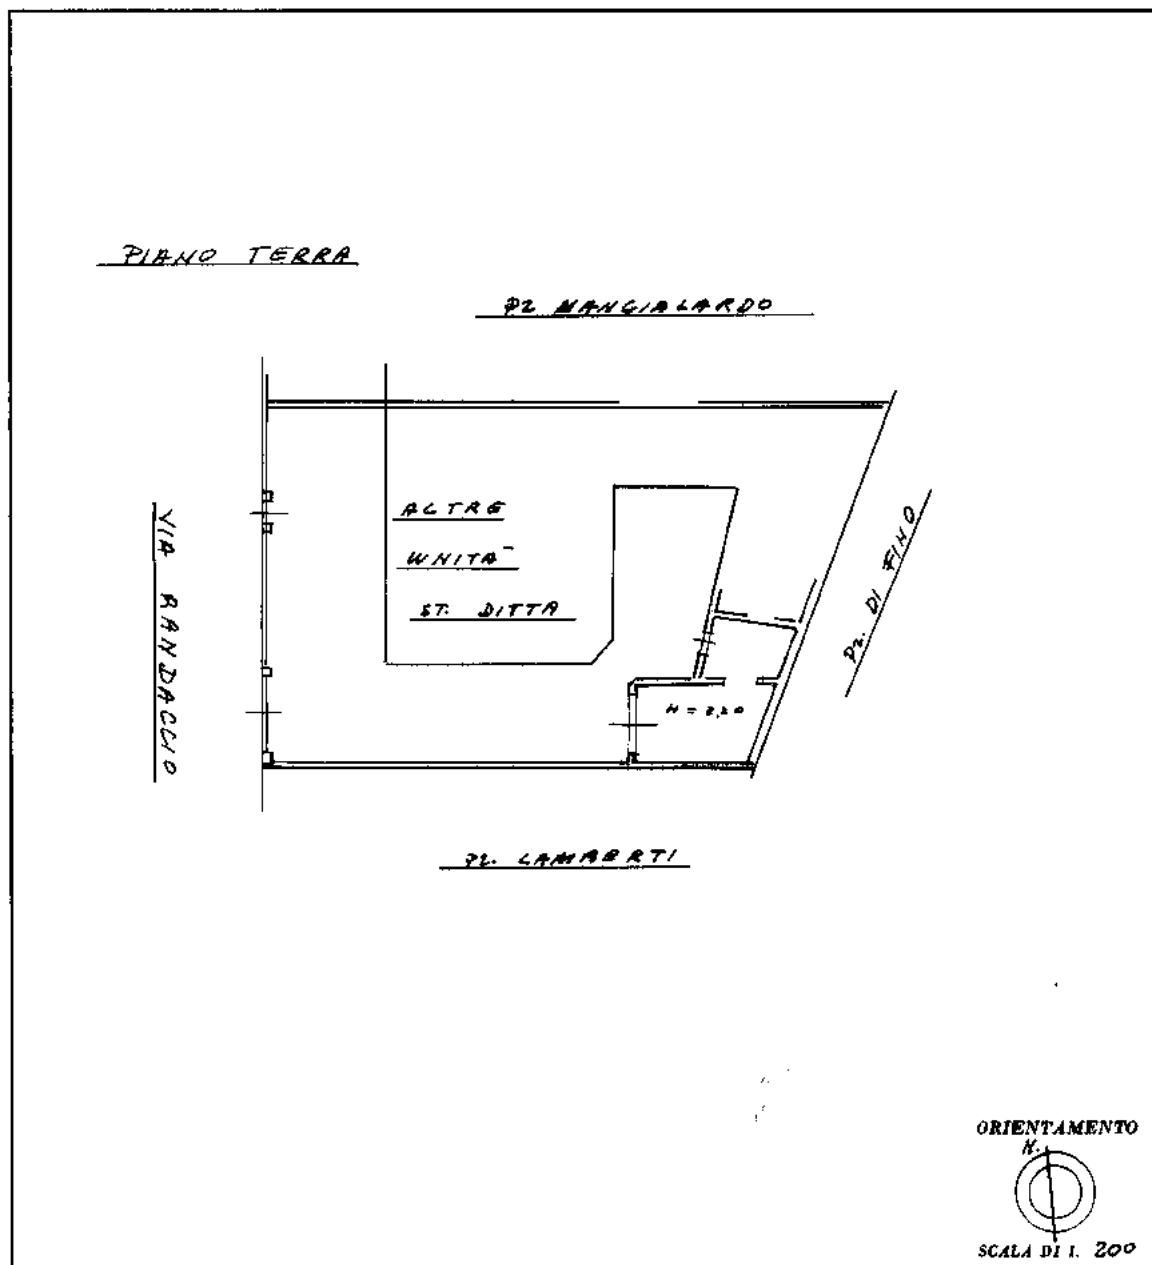 PIANO TERRA
PZ MANGIALARDO
ALTRE
UNITA'
ST. DITTA
VIA RANDACCIO
PZ. DI FINO
H = 2,20
PZ. LAMBERTI
ORIENTAMENTO
N.
SCALA DI 1. 200